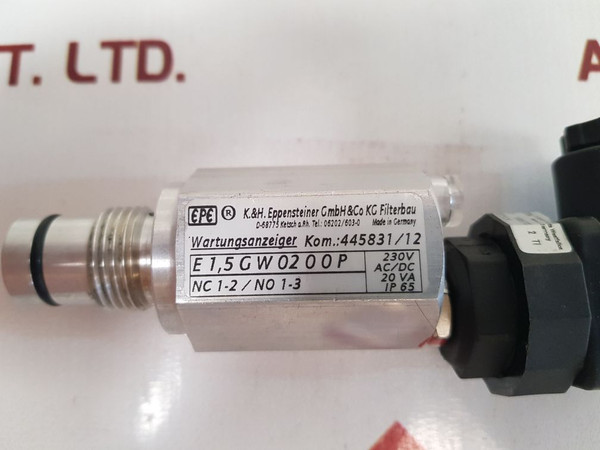 T. LTD.
A
EPE ® K.&H. Eppensteiner GmbH&Co KG Filterbau
D-68775 Ketsch a.Rh. Tel.: 06202/603-0 Made in Germany
Wartungsanzeiger Kom.:445831/12
E 1,5 G W 02 0 0 P
NC 1-2 / NO 1-3
230V
AC/DC
20 VA
IP 65